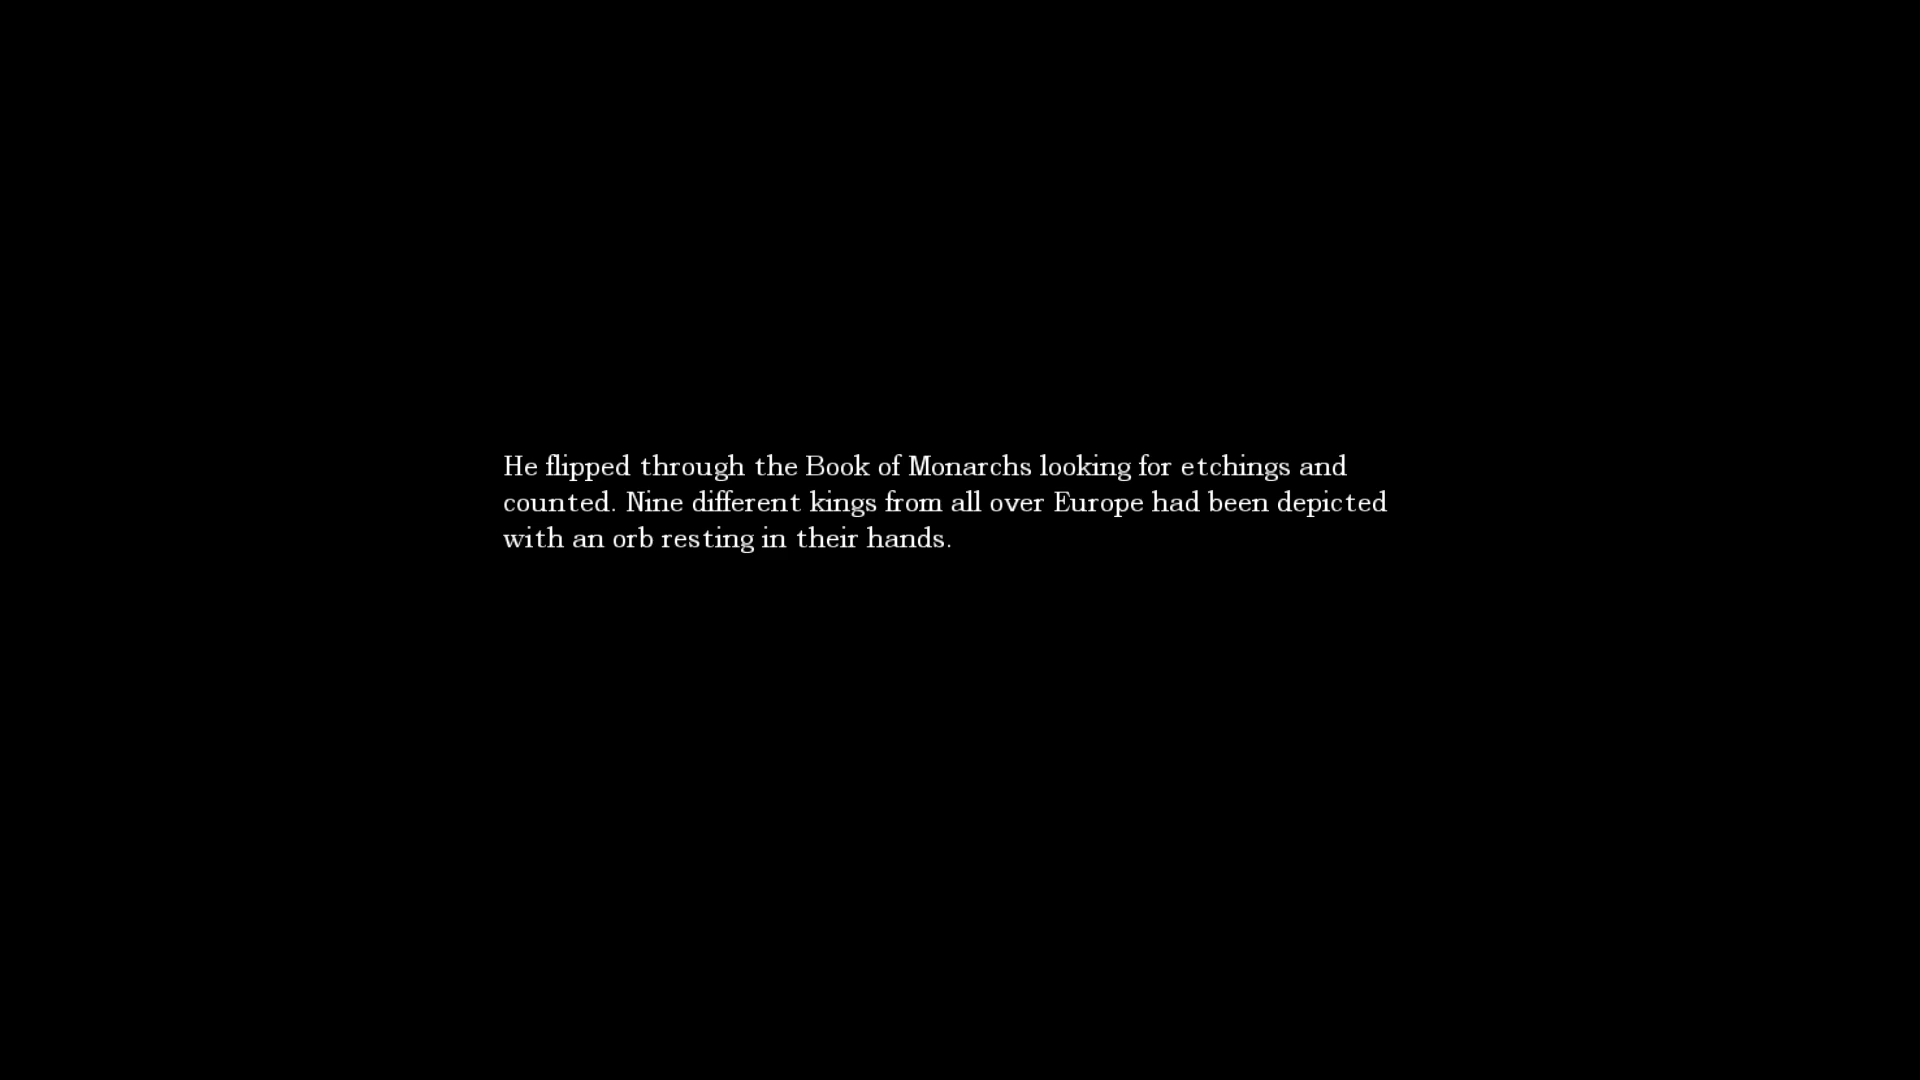 He flipped through the Book of Monarchs looking for etchings and
counted. Nine different kings from all over Europe had been depicted
with an orb resting in their hands.